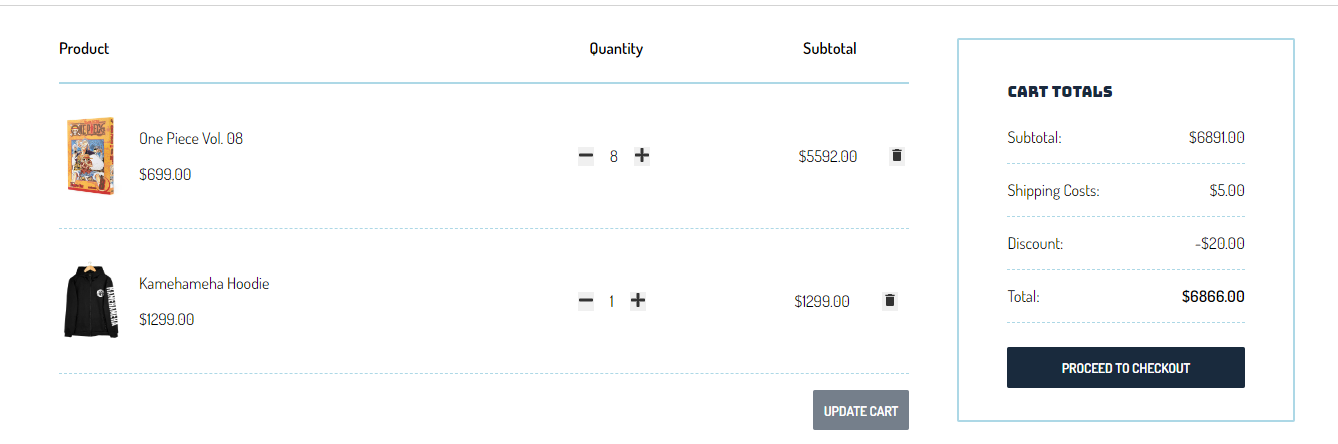 Product Quantity Subtotal
ONE PIECE
One Piece Vol. 08
$699.00
8
$5592.00
Kamehameha Hoodie
$1299.00
1
$1299.00
UPDATE CART
CART TOTALS
Subtotal: $6891.00
Shipping Costs: $5.00
Discount: -$20.00
Total: $6866.00
PROCEED TO CHECKOUT